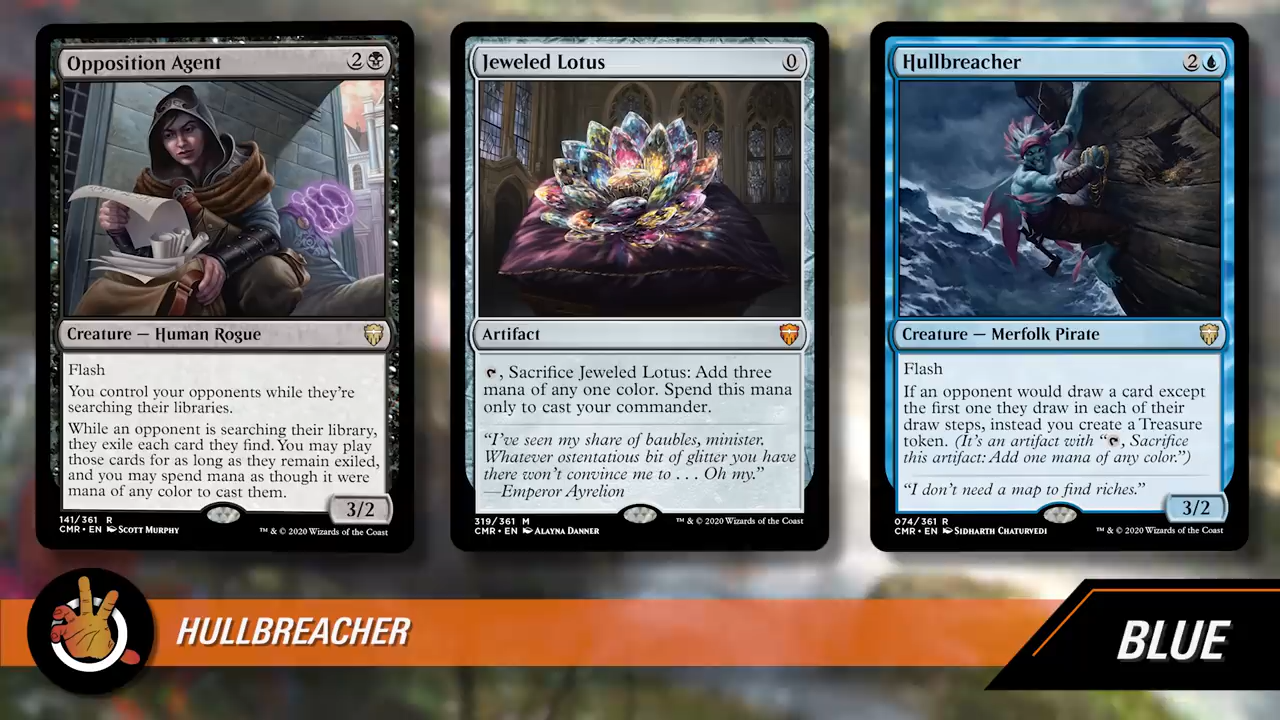 Opposition Agent 2
Creature — Human Rogue
Flash
You control your opponents while they're
searching their libraries.
While an opponent is searching their library,
they exile each card they find. You may play
those cards for as long as they remain exiled,
and you may spend mana as though it were
mana of any color to cast them.
3/2
141/361 R
CMR • EN Scott Murphy
™ & © 2020 Wizards of the Coast
Jeweled Lotus 0
Artifact
, Sacrifice Jeweled Lotus: Add three
mana of any one color. Spend this mana
only to cast your commander.
"I've seen my share of baubles, minister.
Whatever ostentatious bit of glitter you have
there won't convince me to . . . Oh my."
—Emperor Ayrelion
319/361 M
CMR • EN Alayna Danner
™ & © 2020 Wizards of the Coast
Hullbreacher 2
Creature — Merfolk Pirate
Flash
If an opponent would draw a card except
the first one they draw in each of their
draw steps, instead you create a Treasure
token. (It's an artifact with ", Sacrifice
this artifact: Add one mana of any color.")
"I don't need a map to find riches."
3/2
074/361 R
CMR • EN Sidharth Chaturvedi
™ & © 2020 Wizards of the Coast
HULLBREACHER
BLUE